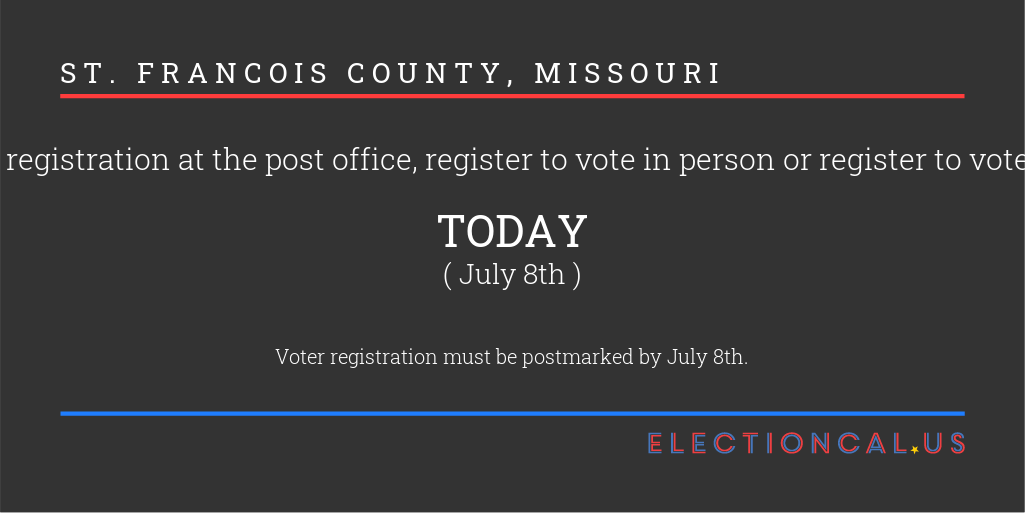 ST. FRANCOIS COUNTY, MISSOURI
registration at the post office, register to vote in person or register to vote
TODAY
( July 8th )
Voter registration must be postmarked by July 8th.
ELECTIONCAL.US